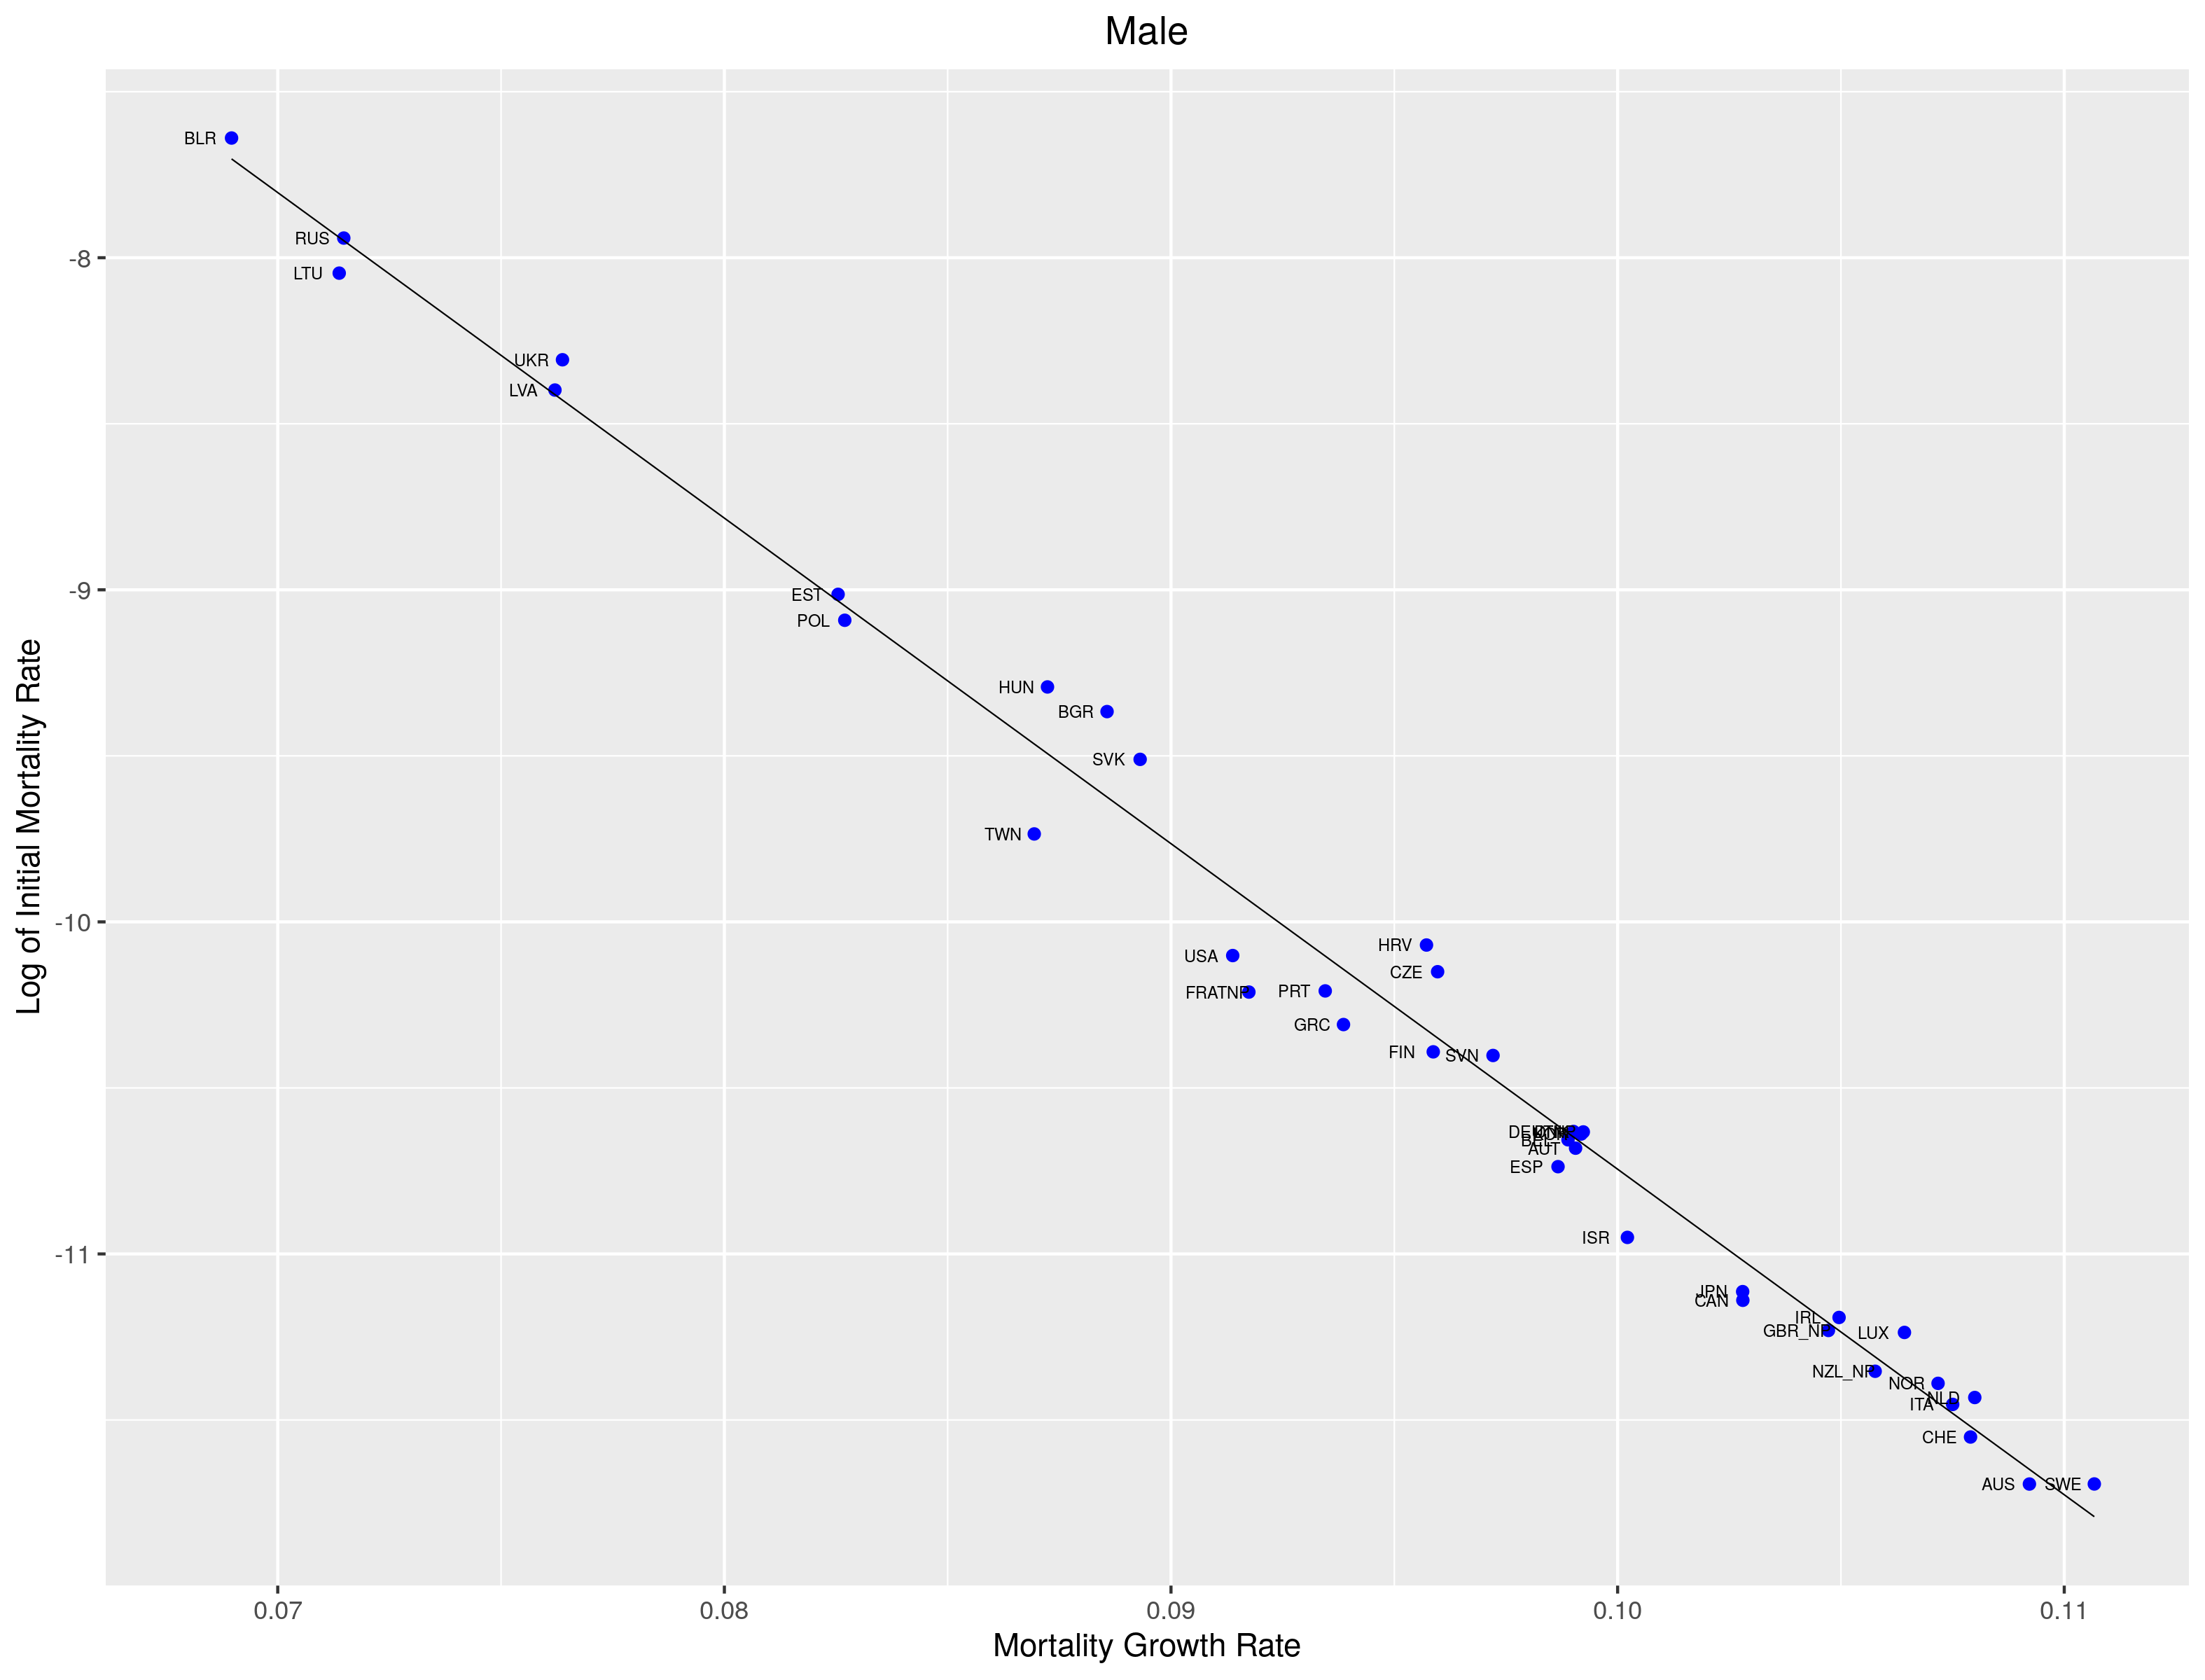 Male
BLR
RUS
-8
LTU
UKR
LVA
EST
-9
POL
HUN
BGR
SVK
TWN
-10
HRV
USA
CZE
FRATNP
PRT
GRC
FIN
SVN
BEL
AUT
ESP
ISR
-11
JPN
CAN
IRL
GBR_NP
LUX
NZL_NP
NOR
NLD
ITA
CHE
AUS
SWE
0.07
0.08
0.09
0.10
0.11
Mortality Growth Rate
Log of Initial Mortality Rate